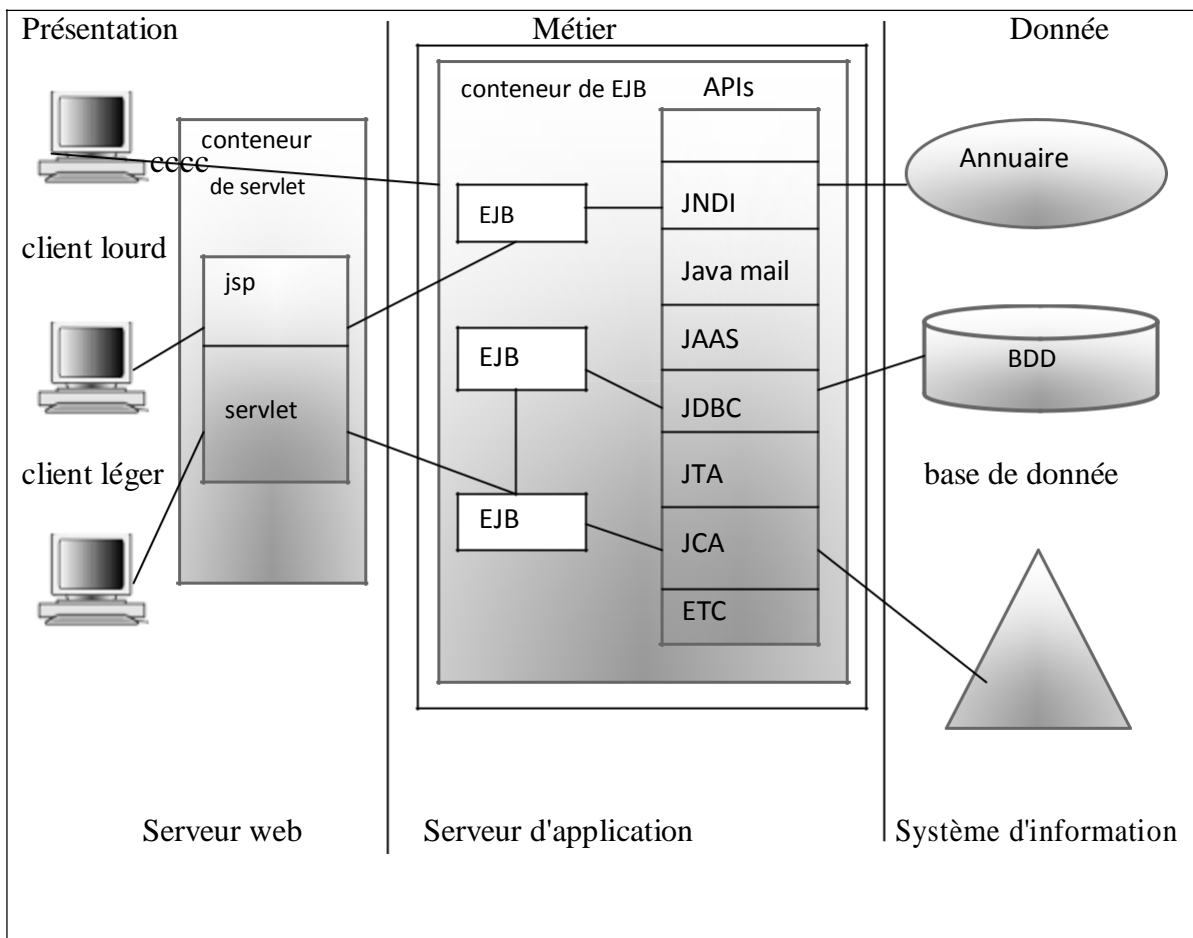 Présentation
Métier
Donnée
conteneur
de servlet
cccc
client lourd
jsp
servlet
client léger
conteneur de EJB
APIs
EJB
EJB
EJB
JNDI
Java mail
JAAS
JDBC
JTA
JCA
ETC
Annuaire
BDD
base de donnée
Serveur web
Serveur d'application
Système d'information